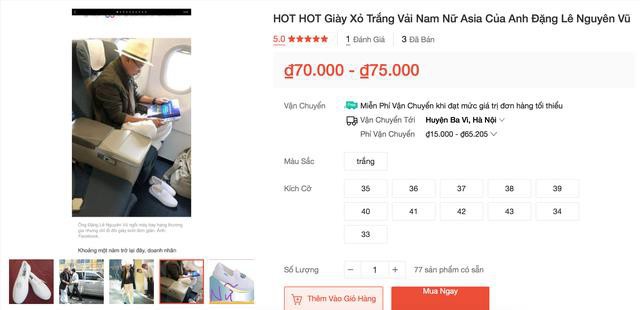 HOT HOT Giày Xỏ Trắng Vải Nam Nữ Asia Của Anh Đặng Lê Nguyên Vũ
5.0
1 Đánh Giá
3 Đã Bán
₫70.000 - ₫75.000
Vận Chuyển
Miễn Phí Vận Chuyển khi đạt mức giá trị đơn hàng tối thiểu
Vận Chuyển Tới
Huyện Ba Vì, Hà Nội
Phí Vận Chuyển
₫15.000 - ₫65.205
Màu Sắc
trắng
Kích Cỡ
35 36 37 38 39
40 41 42 43 34
33
Số Lượng
− 1 +
77 sản phẩm có sẵn
Thêm Vào Giỏ Hàng
Mua Ngay
Ông Đặng Lê Nguyên Vũ ngồi máy bay hạng thương
gia nhưng chỉ đi đôi giày lười đơn giản. Ảnh:
Facebook.
Khoảng một năm trở lại đây, doanh nhân
Nữ